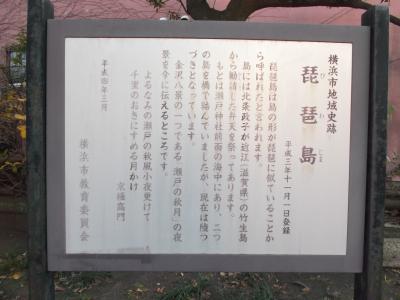 横浜市地域史跡
琵琶島
びわじま
平成三年十一月一日登録
琵琶島は島の形が琵琶に似ていることか
ら呼ばれたと言われます。
島には北条政子が近江（滋賀県）の竹生島
から勧請した弁天を祭ってあります。
もとは瀬戸神社前面の海中にあり、二つ
の島を橋で結んでいましたが、現在は陸つ
づきとなっています。
金沢八景の一つである「瀬戸の秋月」の夜
景を今に伝えるところです。
よるなみの瀬戸の秋風小夜更けて
千里のおきにすめる月かげ
京極高門
平成四年三月
横浜市教育委員会